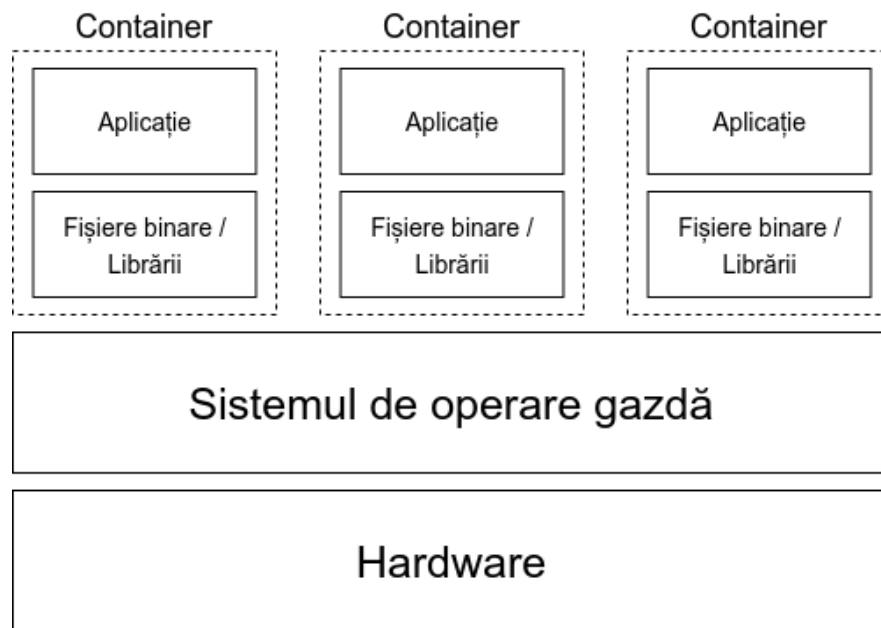 Container Container Container
Aplicație Aplicație Aplicație
Fișiere binare / Fișiere binare / Fișiere binare /
Librării Librării Librării
Sistemul de operare gazdă
Hardware